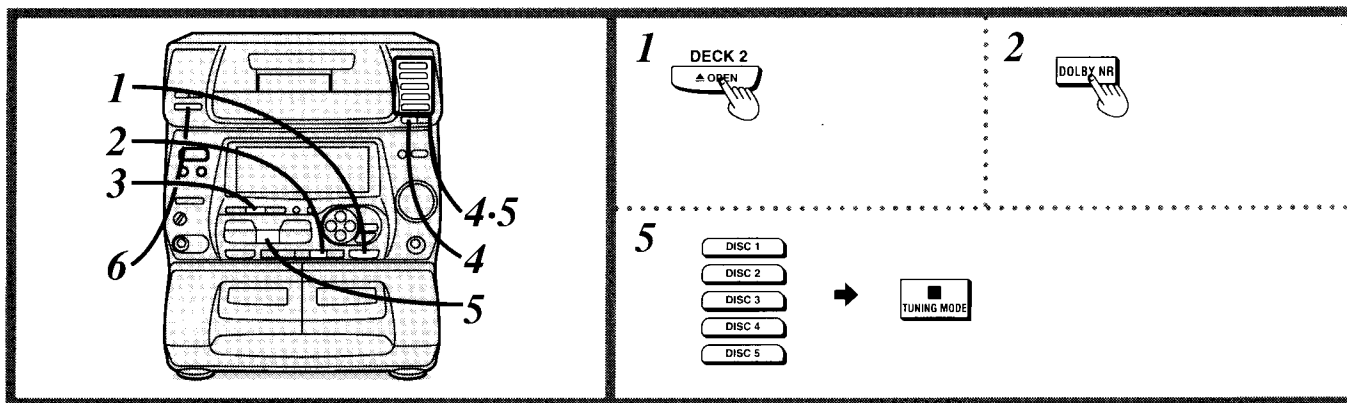 1
2
3
6
4·5
4
5
1
DECK 2
▲ OPEN
2
DOLBY NR
5
DISC 1
DISC 2
DISC 3
DISC 4
DISC 5
➡
■
TUNING MODE